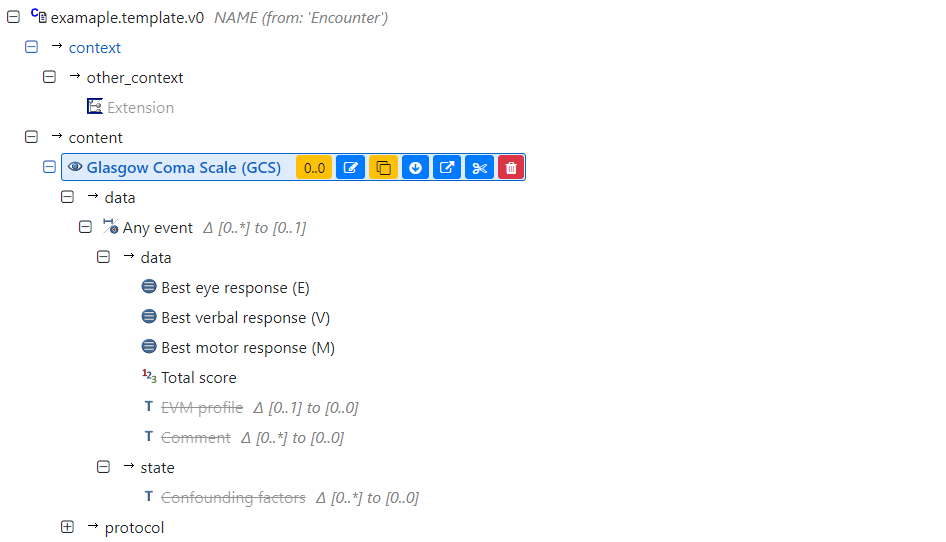 examaple.template.v0 NAME (from: 'Encounter')
→ context
→ other_context
Extension
→ content
Glasgow Coma Scale (GCS) 0..0
→ data
Any event Δ [0..*] to [0..1]
→ data
Best eye response (E)
Best verbal response (V)
Best motor response (M)
123 Total score
T EVM profile Δ [0..1] to [0..0]
T Comment Δ [0..*] to [0..0]
→ state
T Confounding factors Δ [0..*] to [0..0]
→ protocol